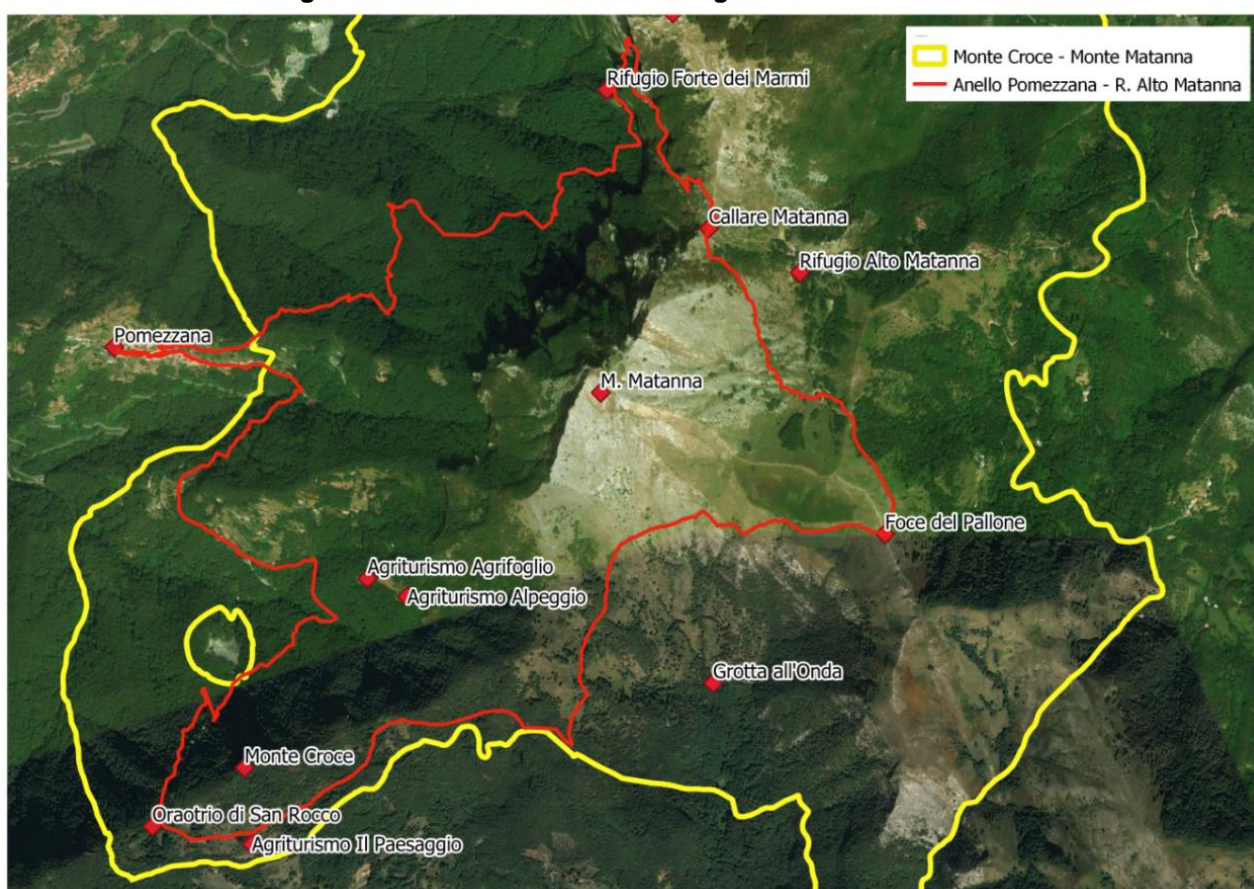 Monte Croce - Monte Matanna
Anello Pomezzana - R. Alto Matanna
Rifugio Forte dei Marmi
Callare Matanna
Rifugio Alto Matanna
Pomezzana
M. Matanna
Foce del Pallone
Agriturismo Agrifoglio
Agriturismo Alpeggio
Grotta all'Onda
Monte Croce
Oraotrio di San Rocco
Agriturismo Il Paesaggio